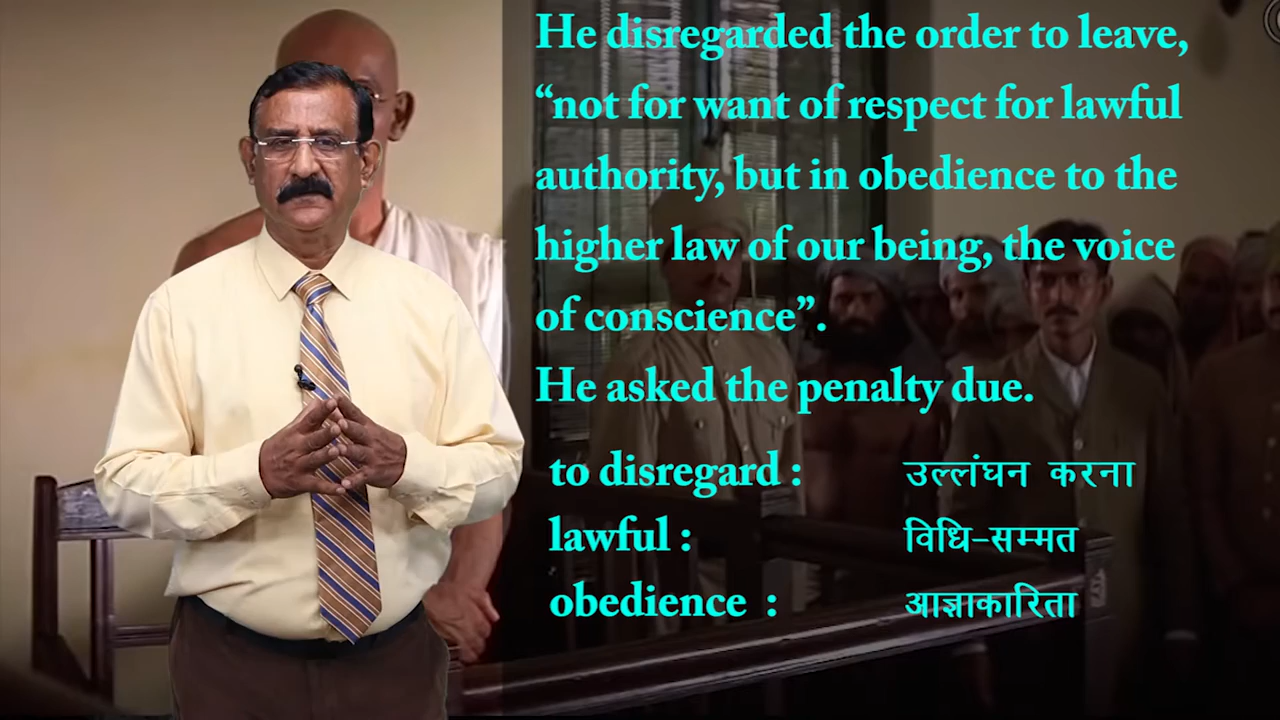 He disregarded the order to leave,
“not for want of respect for lawful
authority, but in obedience to the
higher law of our being, the voice
of conscience”.
He asked the penalty due.
to disregard : उल्लंघन करना
lawful : विधि-सम्मत
obedience : आज्ञाकारिता